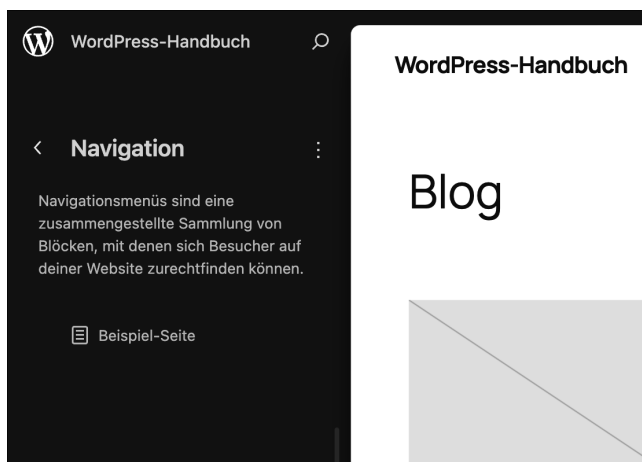 WordPress-Handbuch
Navigation
Navigationsmenüs sind eine
zusammengestellte Sammlung von
Blöcken, mit denen sich Besucher auf
deiner Website zurechtfinden können.
Beispiel-Seite
WordPress-Handbuch
Blog